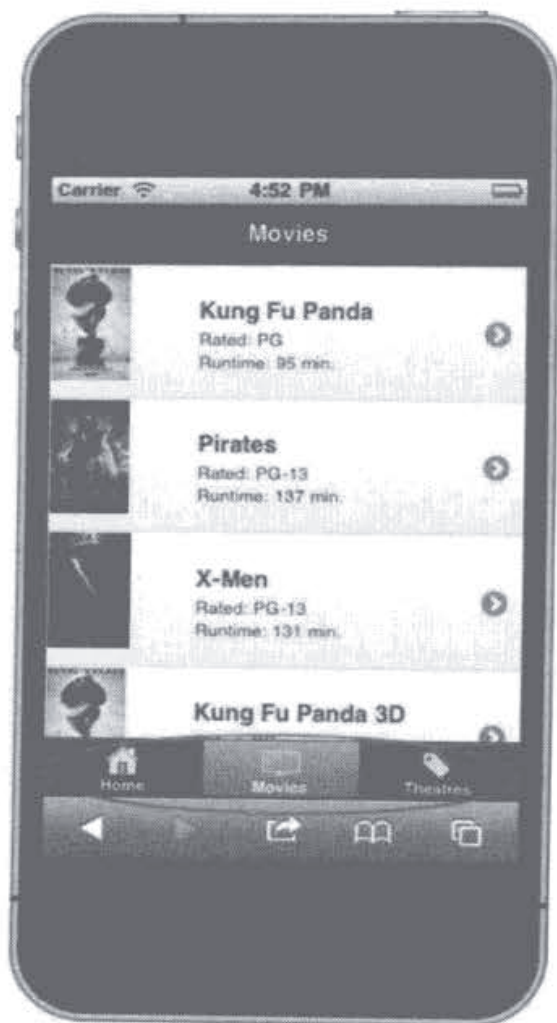 Carrier 4:52 PM
Movies
Kung Fu Panda
Rated: PG
Runtime: 95 min.
Pirates
Rated: PG-13
Runtime: 137 min.
X-Men
Rated: PG-13
Runtime: 131 min.
Kung Fu Panda 3D
Home Movies Theatres